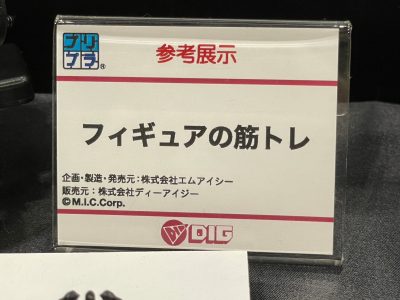 プリ
プラ®
参考展示
フィギュアの筋トレ
企画・製造・発売元：株式会社エムアイシー
販売元：株式会社ディーアイジー
©M.I.C.Corp.
DIG